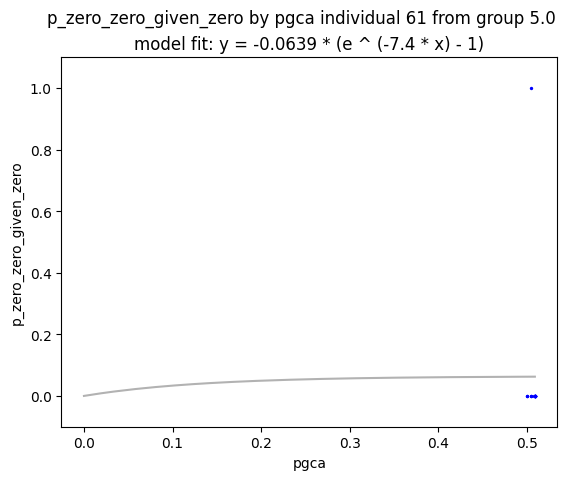 p_zero_zero_given_zero by pgca individual 61 from group 5.0
model fit: y = -0.0639 * (e ^ (-7.4 * x) - 1)
1.0
0.8
0.6
0.4
0.2
0.0
p_zero_zero_given_zero
0.0 0.1 0.2 0.3 0.4 0.5
pgca